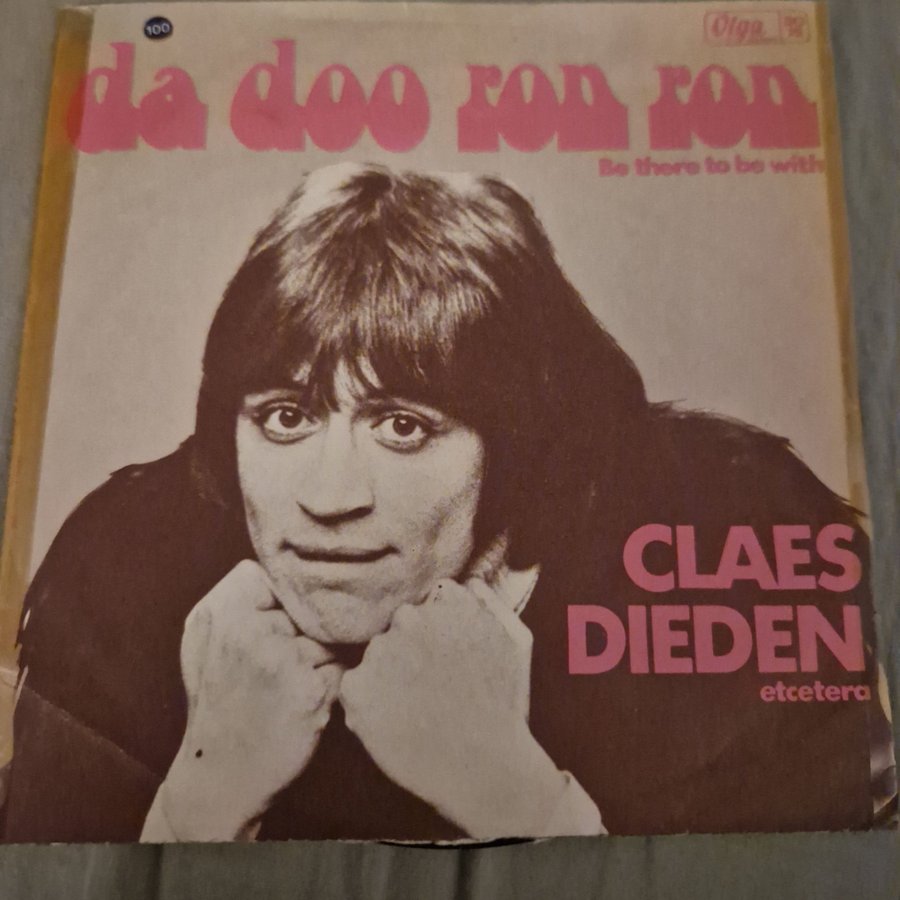 100
Olga
da doo ron ron
Be there to be with
CLAES
DIEDEN
etcetera